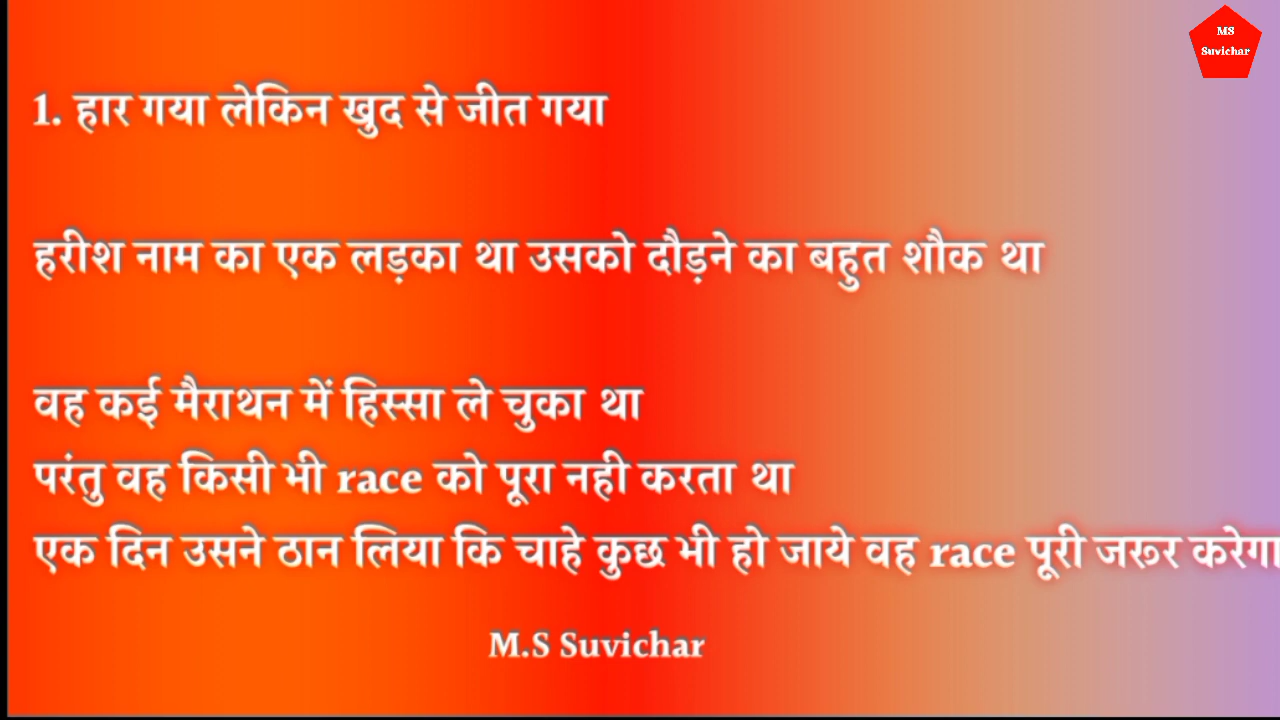 MS
Suvichar
1. हार गया लेकिन खुद से जीत गया
हरीश नाम का एक लड़का था उसको दौड़ने का बहुत शौक था
वह कई मैराथन में हिस्सा ले चुका था
परंतु वह किसी भी race को पूरा नही करता था
एक दिन उसने ठान लिया कि चाहे कुछ भी हो जाये वह race पूरी जरूर करेगा
M.S Suvichar